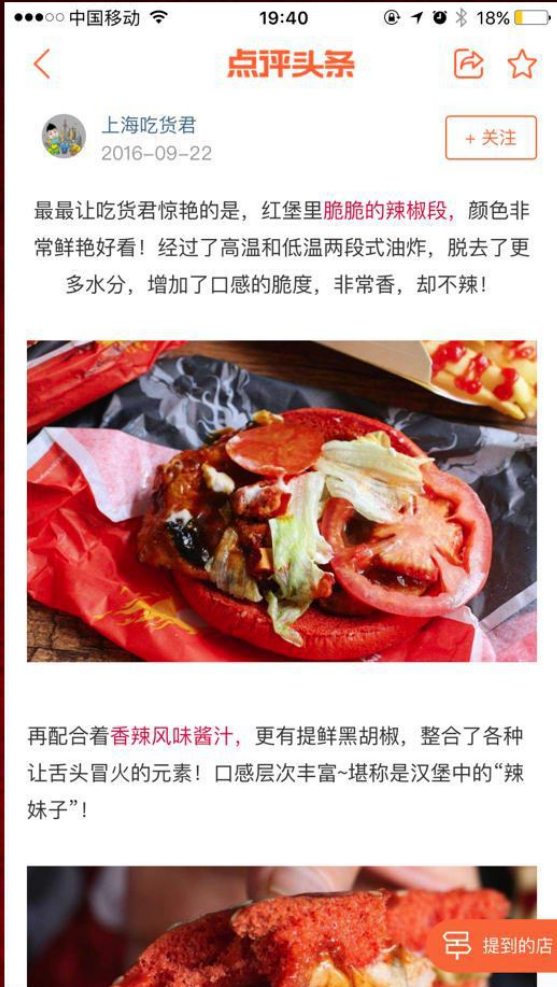 中国移动 19:40 18%
点评头条
上海吃货君
2016-09-22
+ 关注
最最让吃货君惊艳的是，红堡里脆脆的辣椒段，颜色非
常鲜艳好看！经过了高温和低温两段式油炸，脱去了更
多水分，增加了口感的脆度，非常香，却不辣！
再配合着香辣风味酱汁，更有提鲜黑胡椒，整合了各种
让舌头冒火的元素！口感层次丰富~堪称是汉堡中的“辣
妹子”！
提到的店